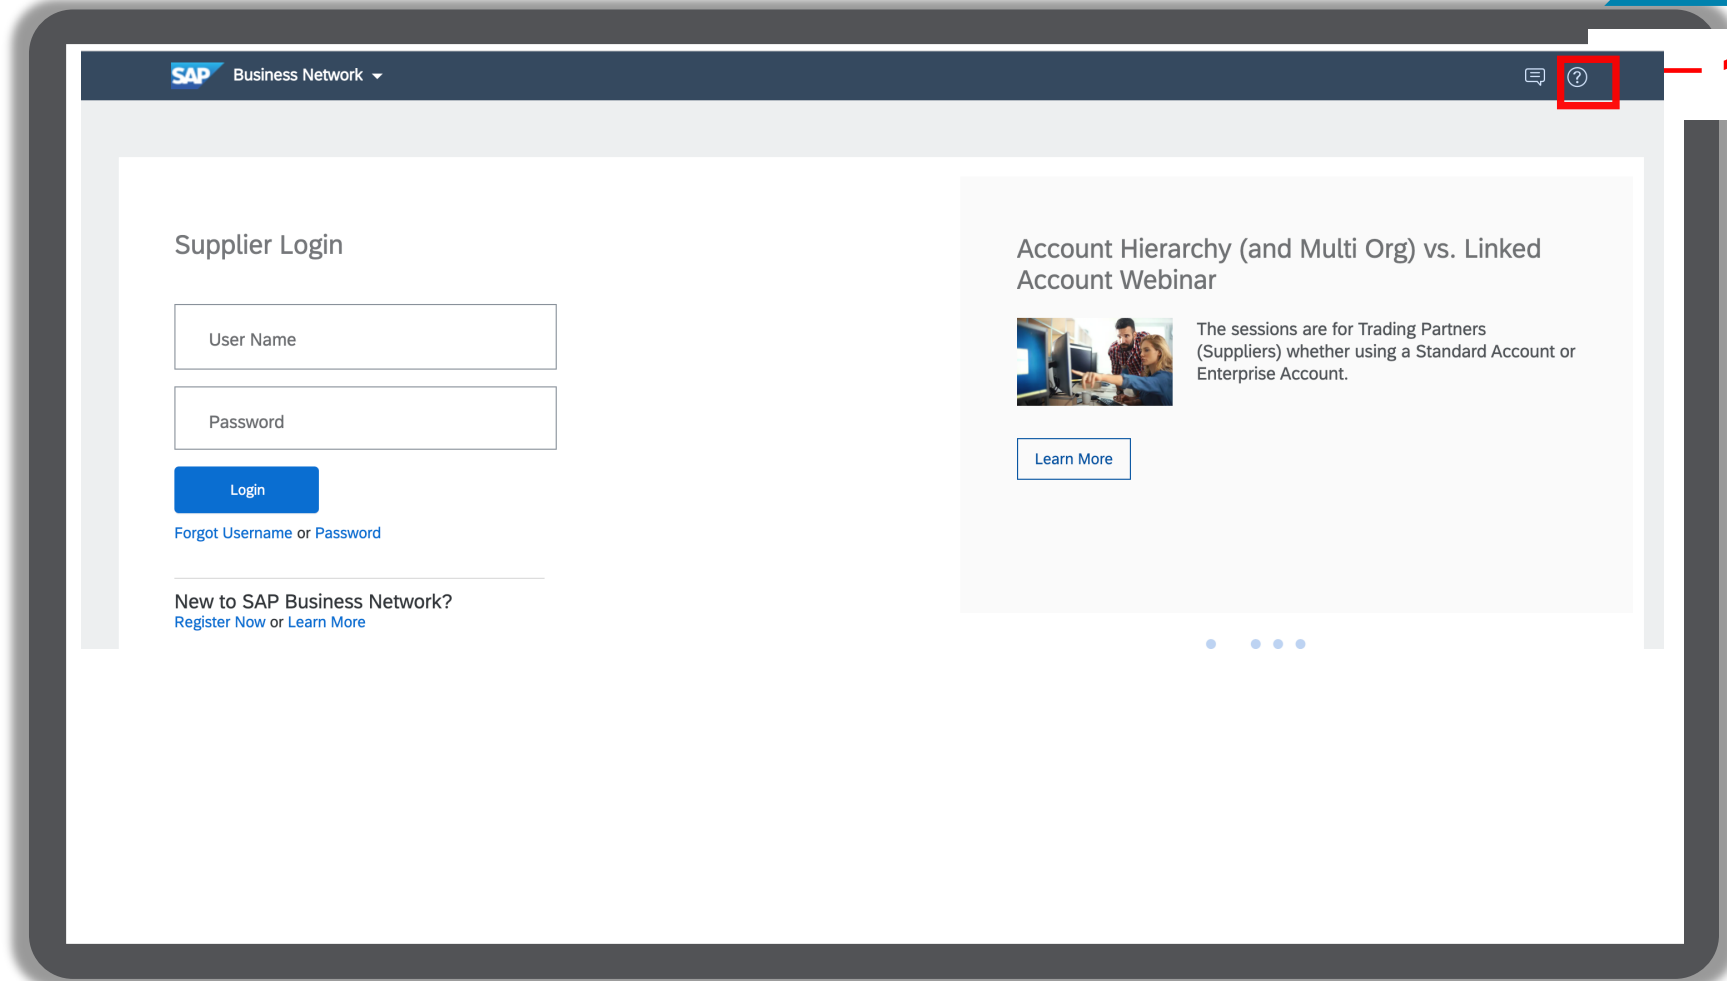 SAP Business Network
?
Supplier Login
User Name
Password
Login
Forgot Username or Password
New to SAP Business Network?
Register Now or Learn More
Account Hierarchy (and Multi Org) vs. Linked
Account Webinar
The sessions are for Trading Partners
(Suppliers) whether using a Standard Account or
Enterprise Account.
Learn More